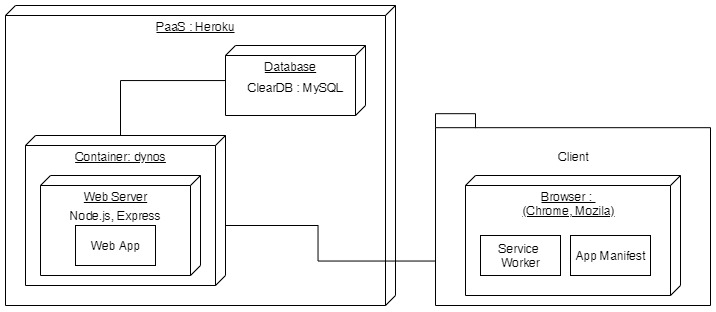 PaaS : Heroku
Database
ClearDB : MySQL
Container: dynos
Web Server
Node.js, Express
Web App
Client
Browser :
(Chrome, Mozila)
Service
Worker
App Manifest